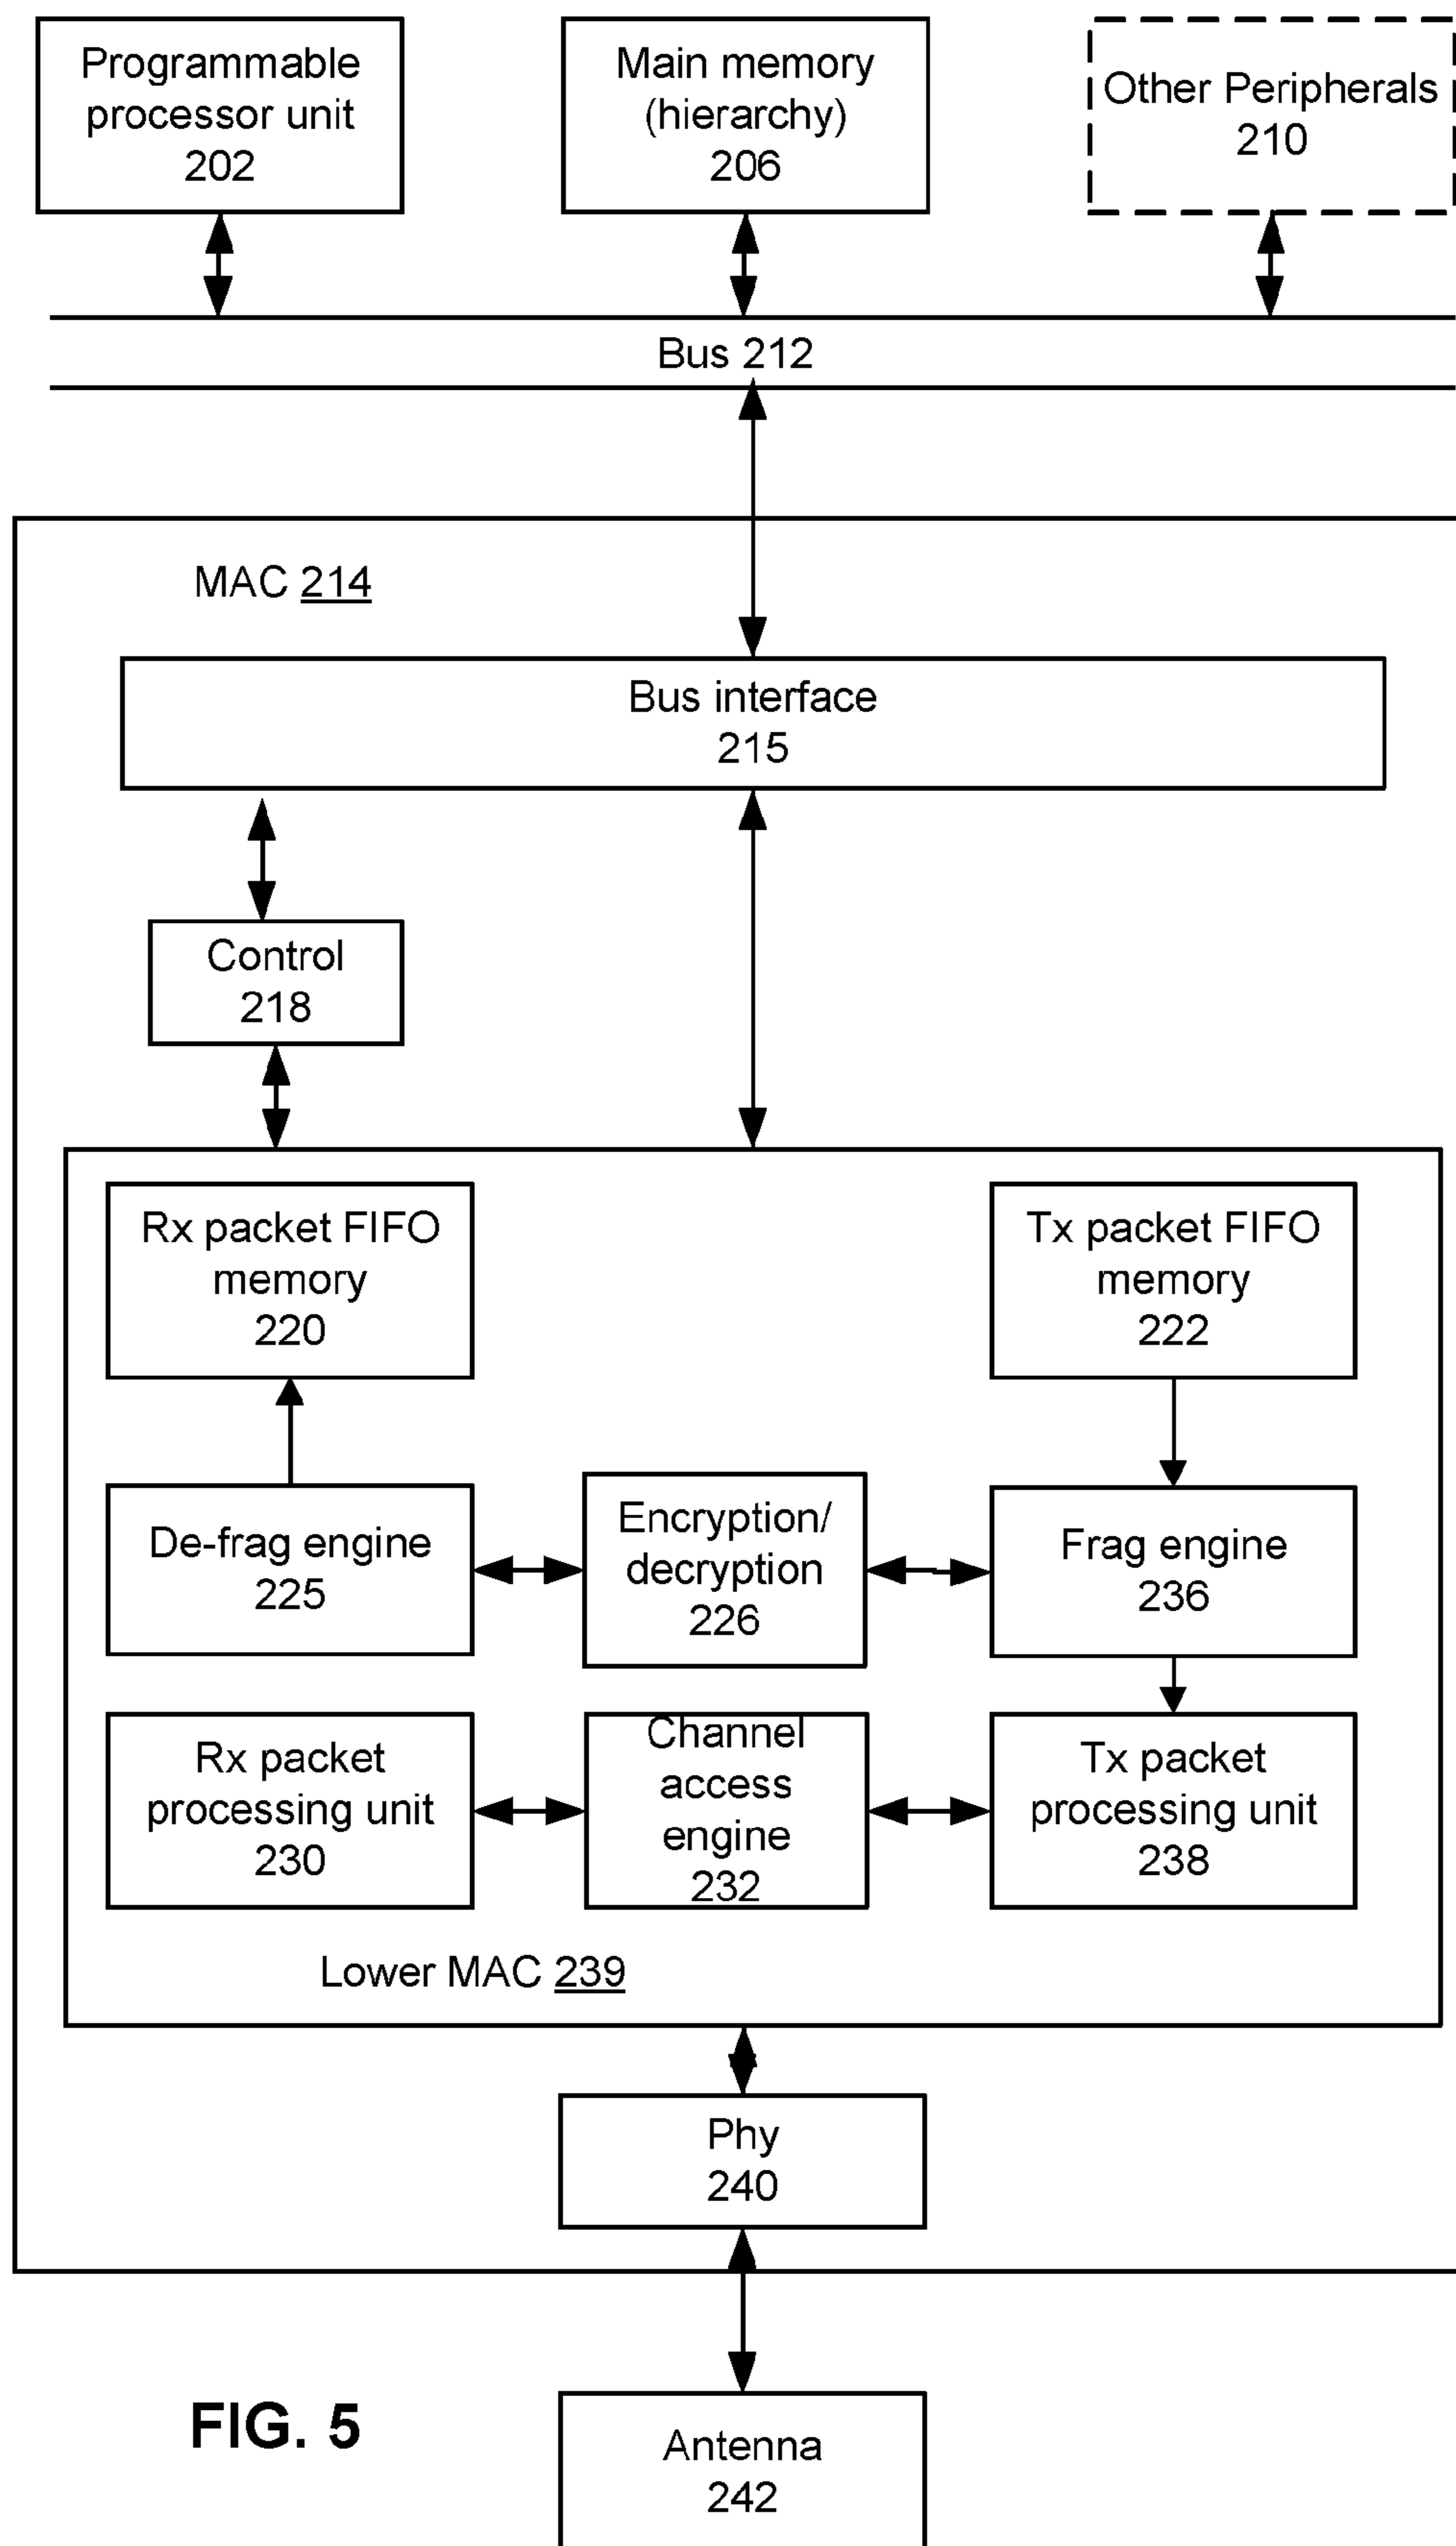 Programmable
processor unit
202
Main memory
(hierarchy)
206
Other Peripherals
210
Bus 212
MAC 214
Bus interface
215
Control
218
Rx packet FIFO
memory
220
Tx packet FIFO
memory
222
De-frag engine
225
Encryption/
decryption
226
Frag engine
236
Rx packet
processing unit
230
Channel
access
engine
232
Tx packet
processing unit
238
Lower MAC 239
Phy
240
FIG. 5
Antenna
242